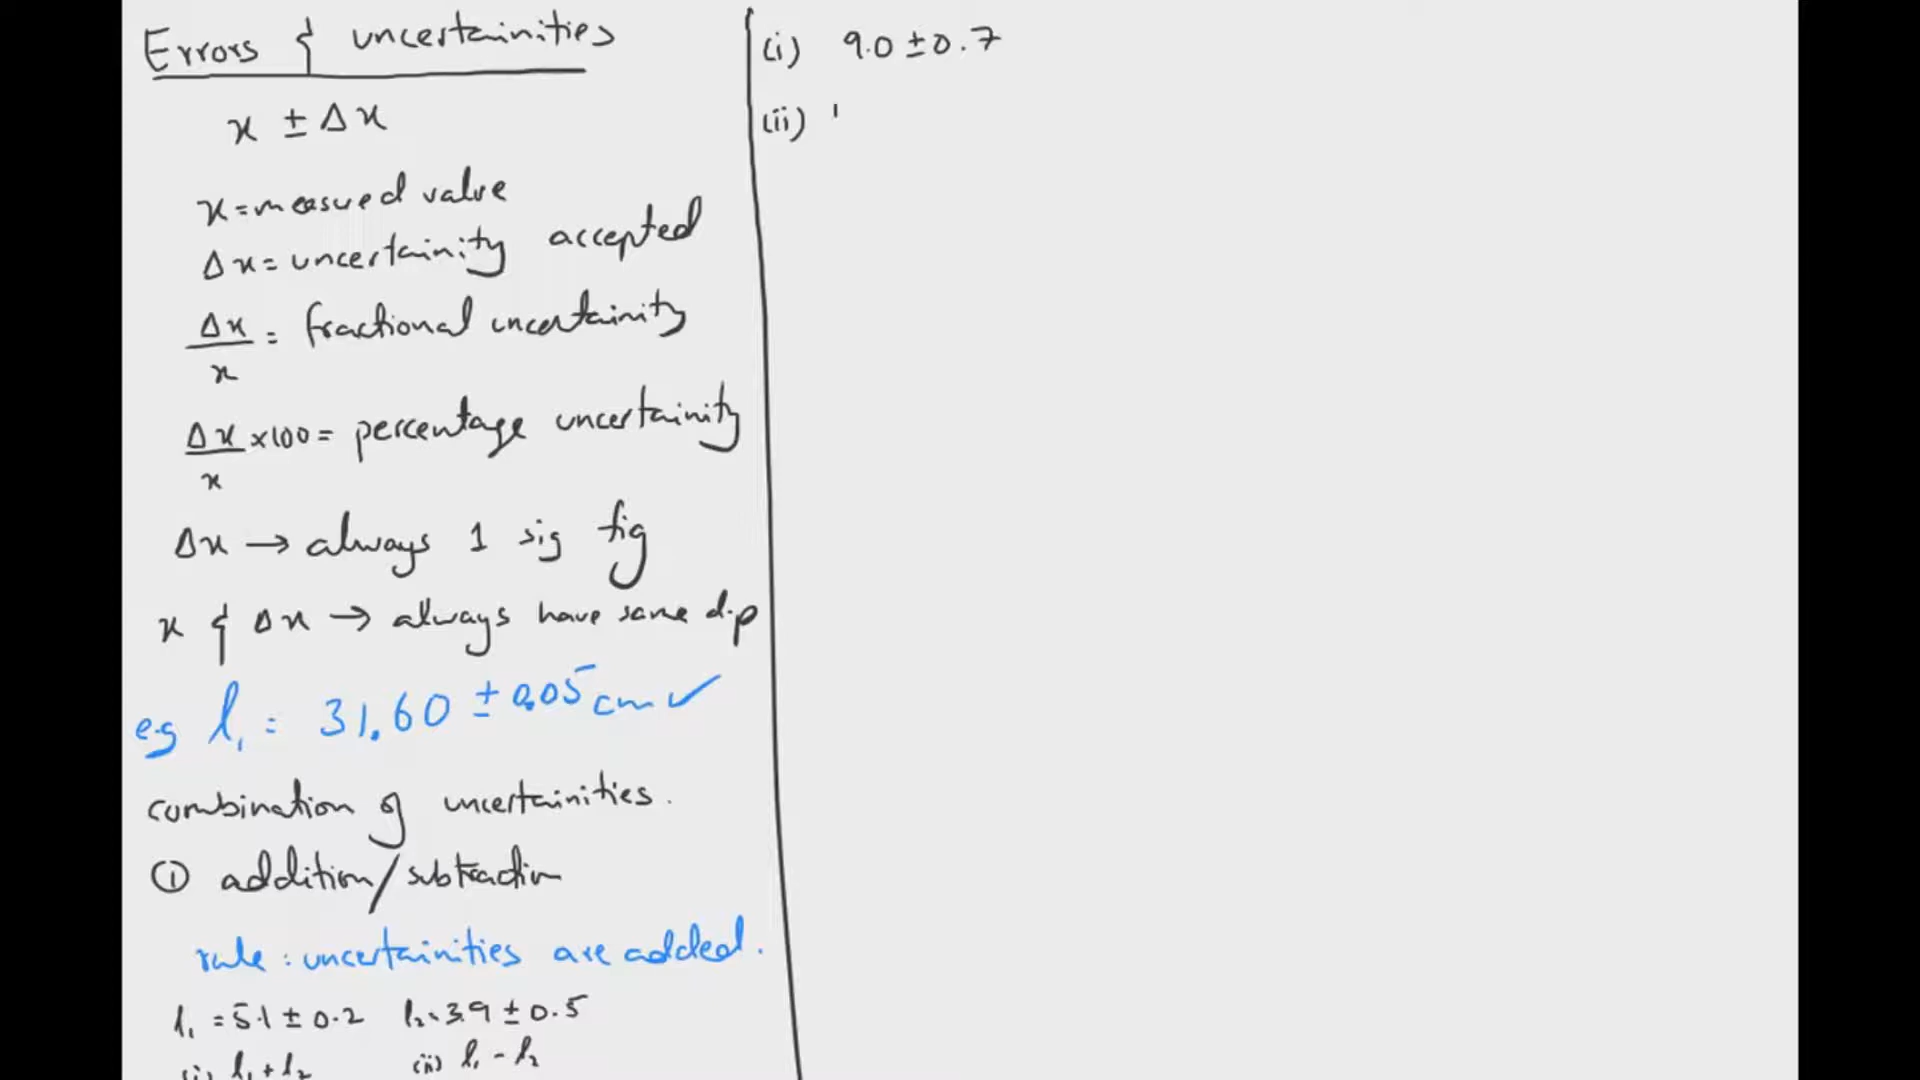 Errors & uncertainities
x ± Δx
x = measured value
Δx = uncertainity accepted
Δx/x = fractional uncertainity
Δx/x ×100 = percentage uncertainity
Δx → always 1 sig fig
x & Δx → always have same d.p
e.g l₁ = 31.60 ± 0.05 cm ✓
combination of uncertainities.
① addition/subtraction
rule : uncertainities are added.
l₁ = 5.1 ± 0.2 l₂ = 3.9 ± 0.5
(i) l₁ + l₂ (ii) l₁ - l₂
(i) 9.0 ± 0.7
(ii)